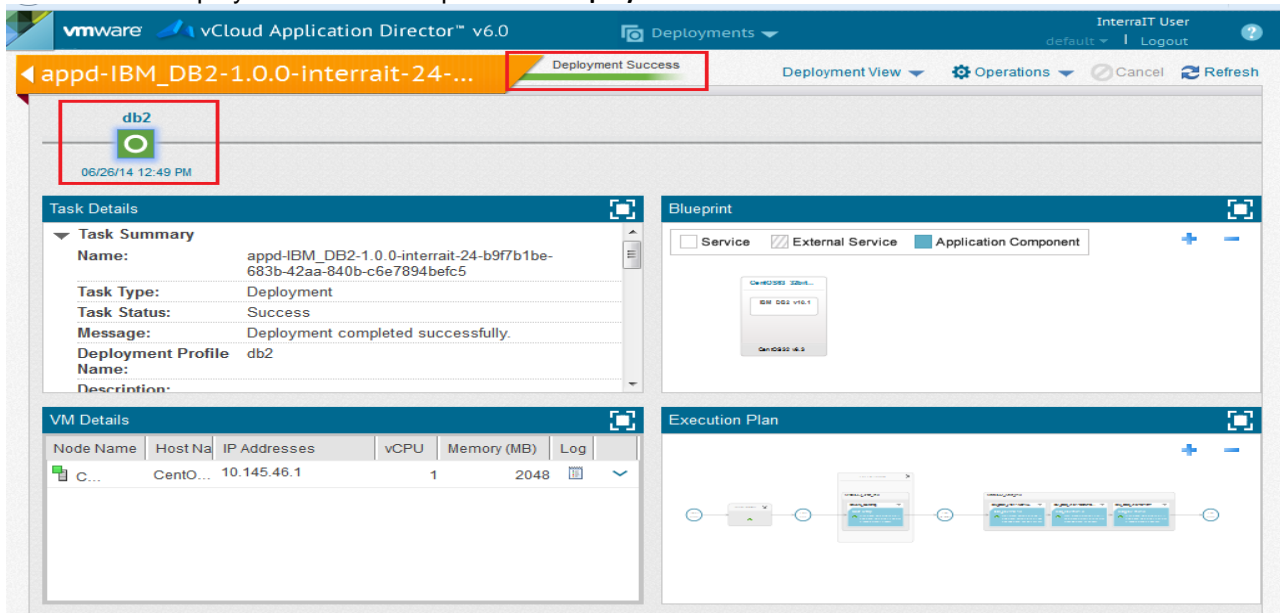 vmware vCloud Application Director™ v6.0
Deployments
InterraIT User
default | Logout
?
appd-IBM_DB2-1.0.0-interrait-24-...
Deployment Success
Deployment View
Operations
Cancel
Refresh
db2
06/26/14 12:49 PM
Task Details
Task Summary
Name: appd-IBM_DB2-1.0.0-interrait-24-b9f7b1be-
683b-42aa-840b-c6e7894befc5
Task Type: Deployment
Task Status: Success
Message: Deployment completed successfully.
Deployment Profile db2
Name:
Description:
Blueprint
Service External Service Application Component
IBM DB2 v10.1
VM Details
Node Name Host Na IP Addresses vCPU Memory (MB) Log
C... CentO... 10.145.46.1 1 2048
Execution Plan